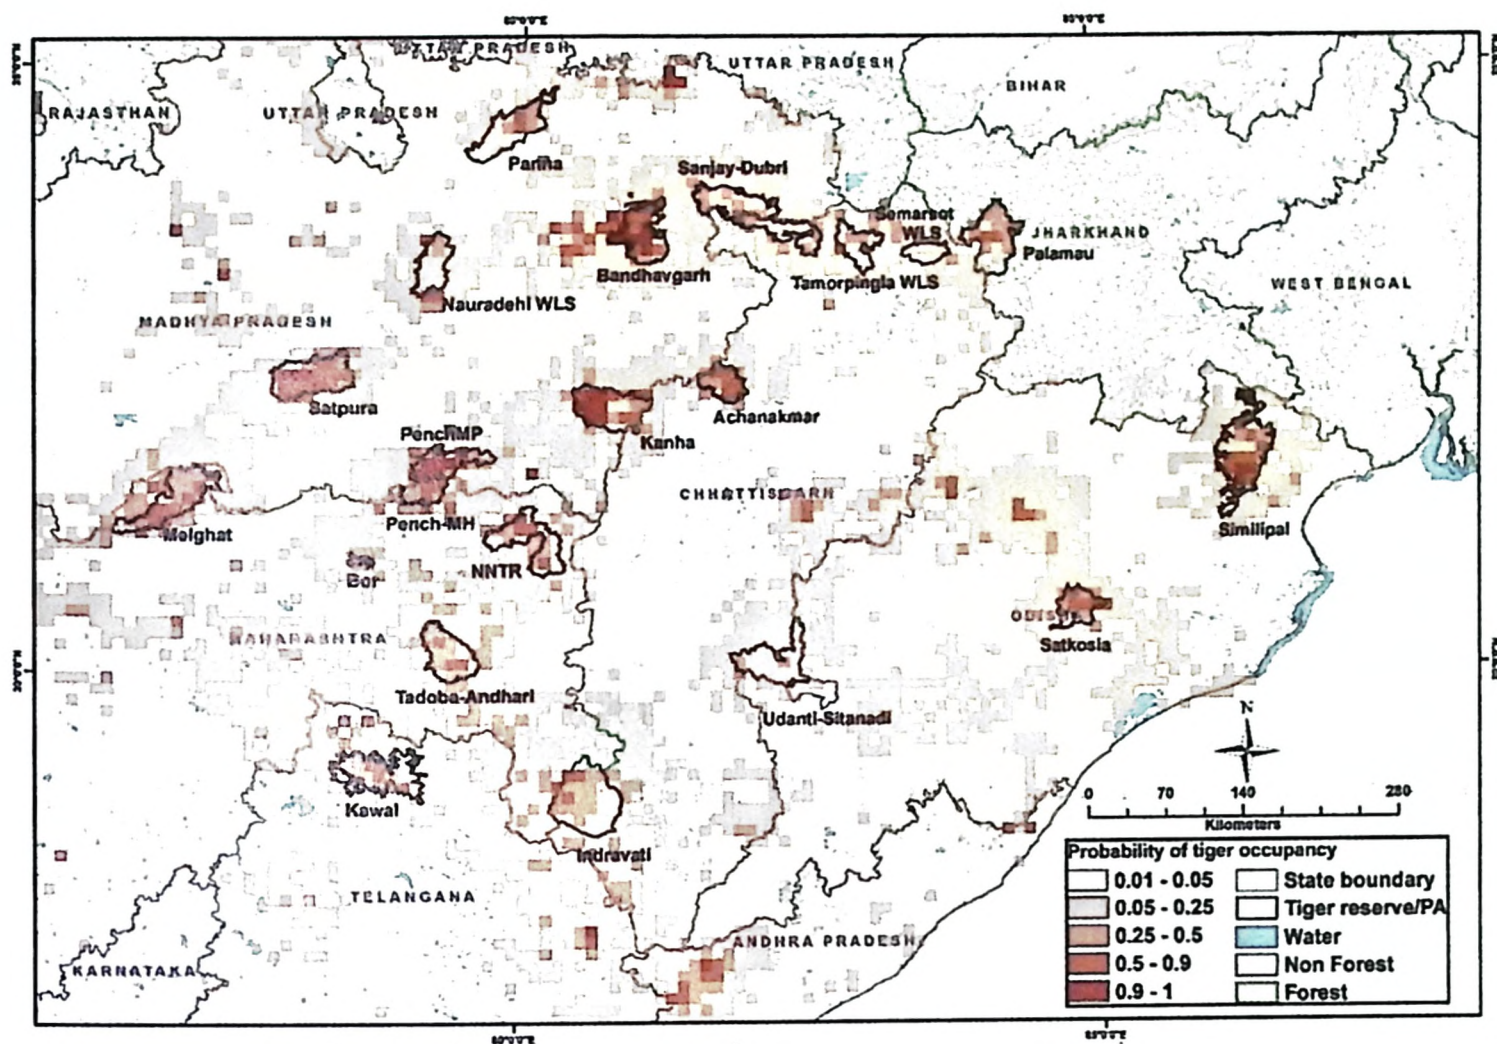 UTTAR PRADESH
UTTAR PRADESH
BIHAR
RAJASTHAN
UTTAR PRADESH
Panna
Sanjay-Dubri
Semarsot
WLS
JHARKHAND
Palamau
Bandhavgarh
Tamorpingla WLS
WEST BENGAL
Nauradehi WLS
MADHYA PRADESH
Satpura
Achanakmar
PenchMP
Kanha
CHHATTISGARH
Melghat
Pench-MH
Similipal
NNTR
Bor
ODISHA
MAHARASHTRA
Satkosia
Tadoba-Andhari
Udanti-Sitanadi
N
Kawal
0 70 140 280
Kilometers
Indravati
TELANGANA
ANDHRA PRADESH
KARNATAKA
Probability of tiger occupancy
0.01 - 0.05 State boundary
0.05 - 0.25 Tiger reserve/PA
0.25 - 0.5 Water
0.5 - 0.9 Non Forest
0.9 - 1 Forest